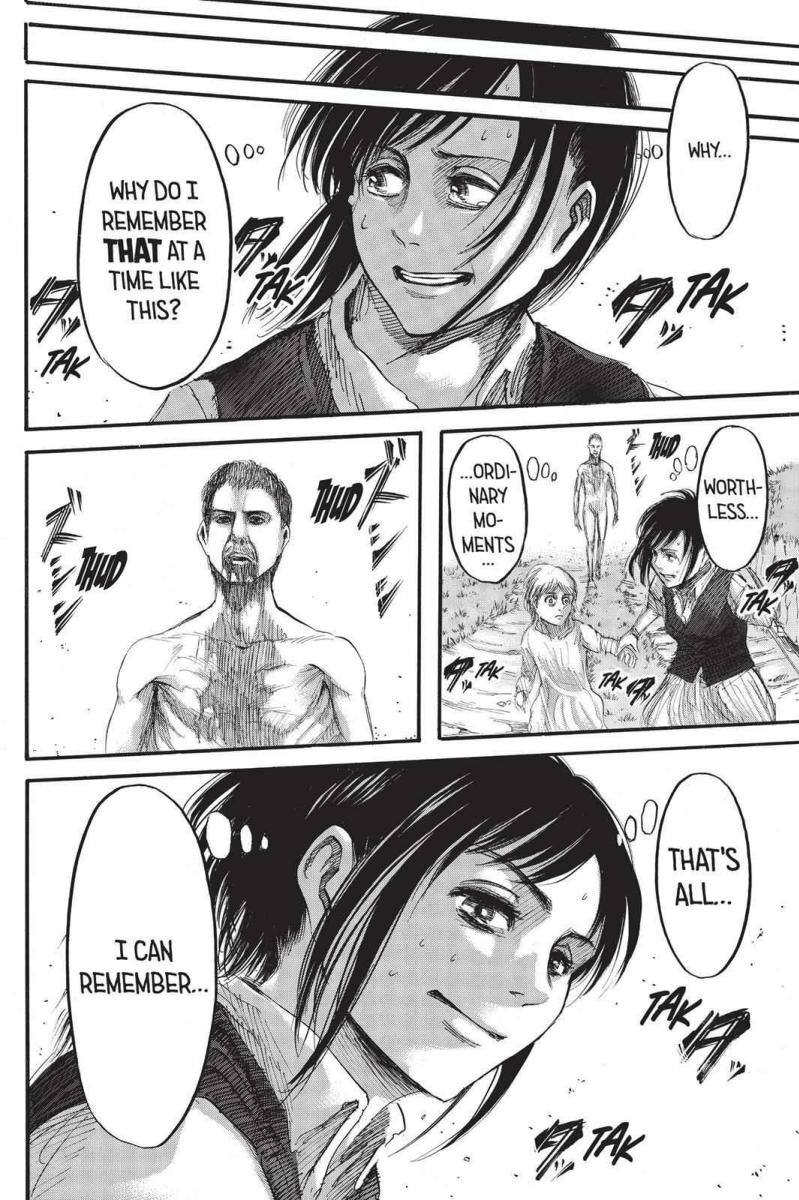 WHY...
TAK
WHY DO I
REMEMBER
THAT AT A
TIME LIKE
THIS?
TAK
TAK
THUD
WORTH-
LESS...
...ORDI-
NARY
MO-
MENTS
...
TAK
TAK
TAK
THUD
THUD
THAT'S
ALL...
I CAN
REMEMBER...
TAK
TAK